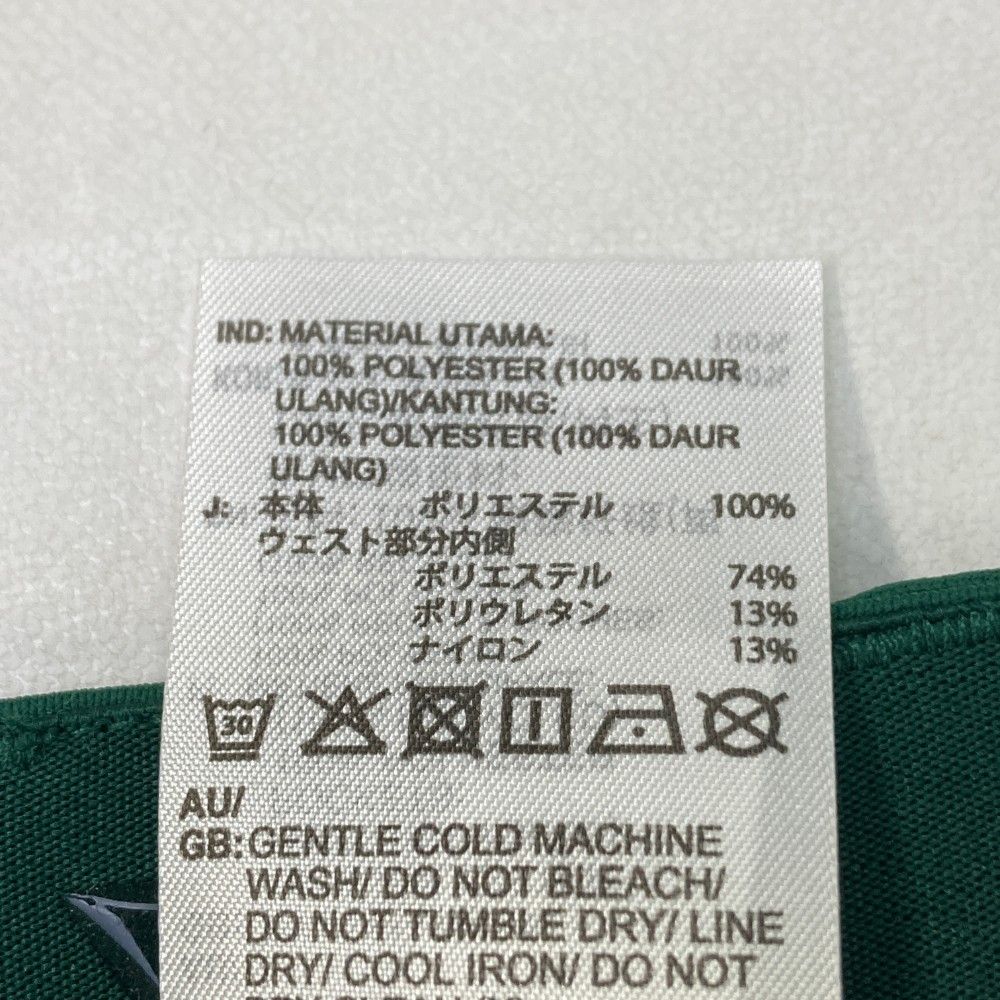 IND: MATERIAL UTAMA:
100% POLYESTER (100% DAUR
ULANG)/KANTUNG:
100% POLYESTER (100% DAUR
ULANG)
J: 本体 ポリエステル 100%
ウェスト部分内側
ポリエステル 74%
ポリウレタン 13%
ナイロン 13%
30
AU/
GB: GENTLE COLD MACHINE
WASH/ DO NOT BLEACH/
DO NOT TUMBLE DRY/ LINE
DRY/ COOL IRON/ DO NOT